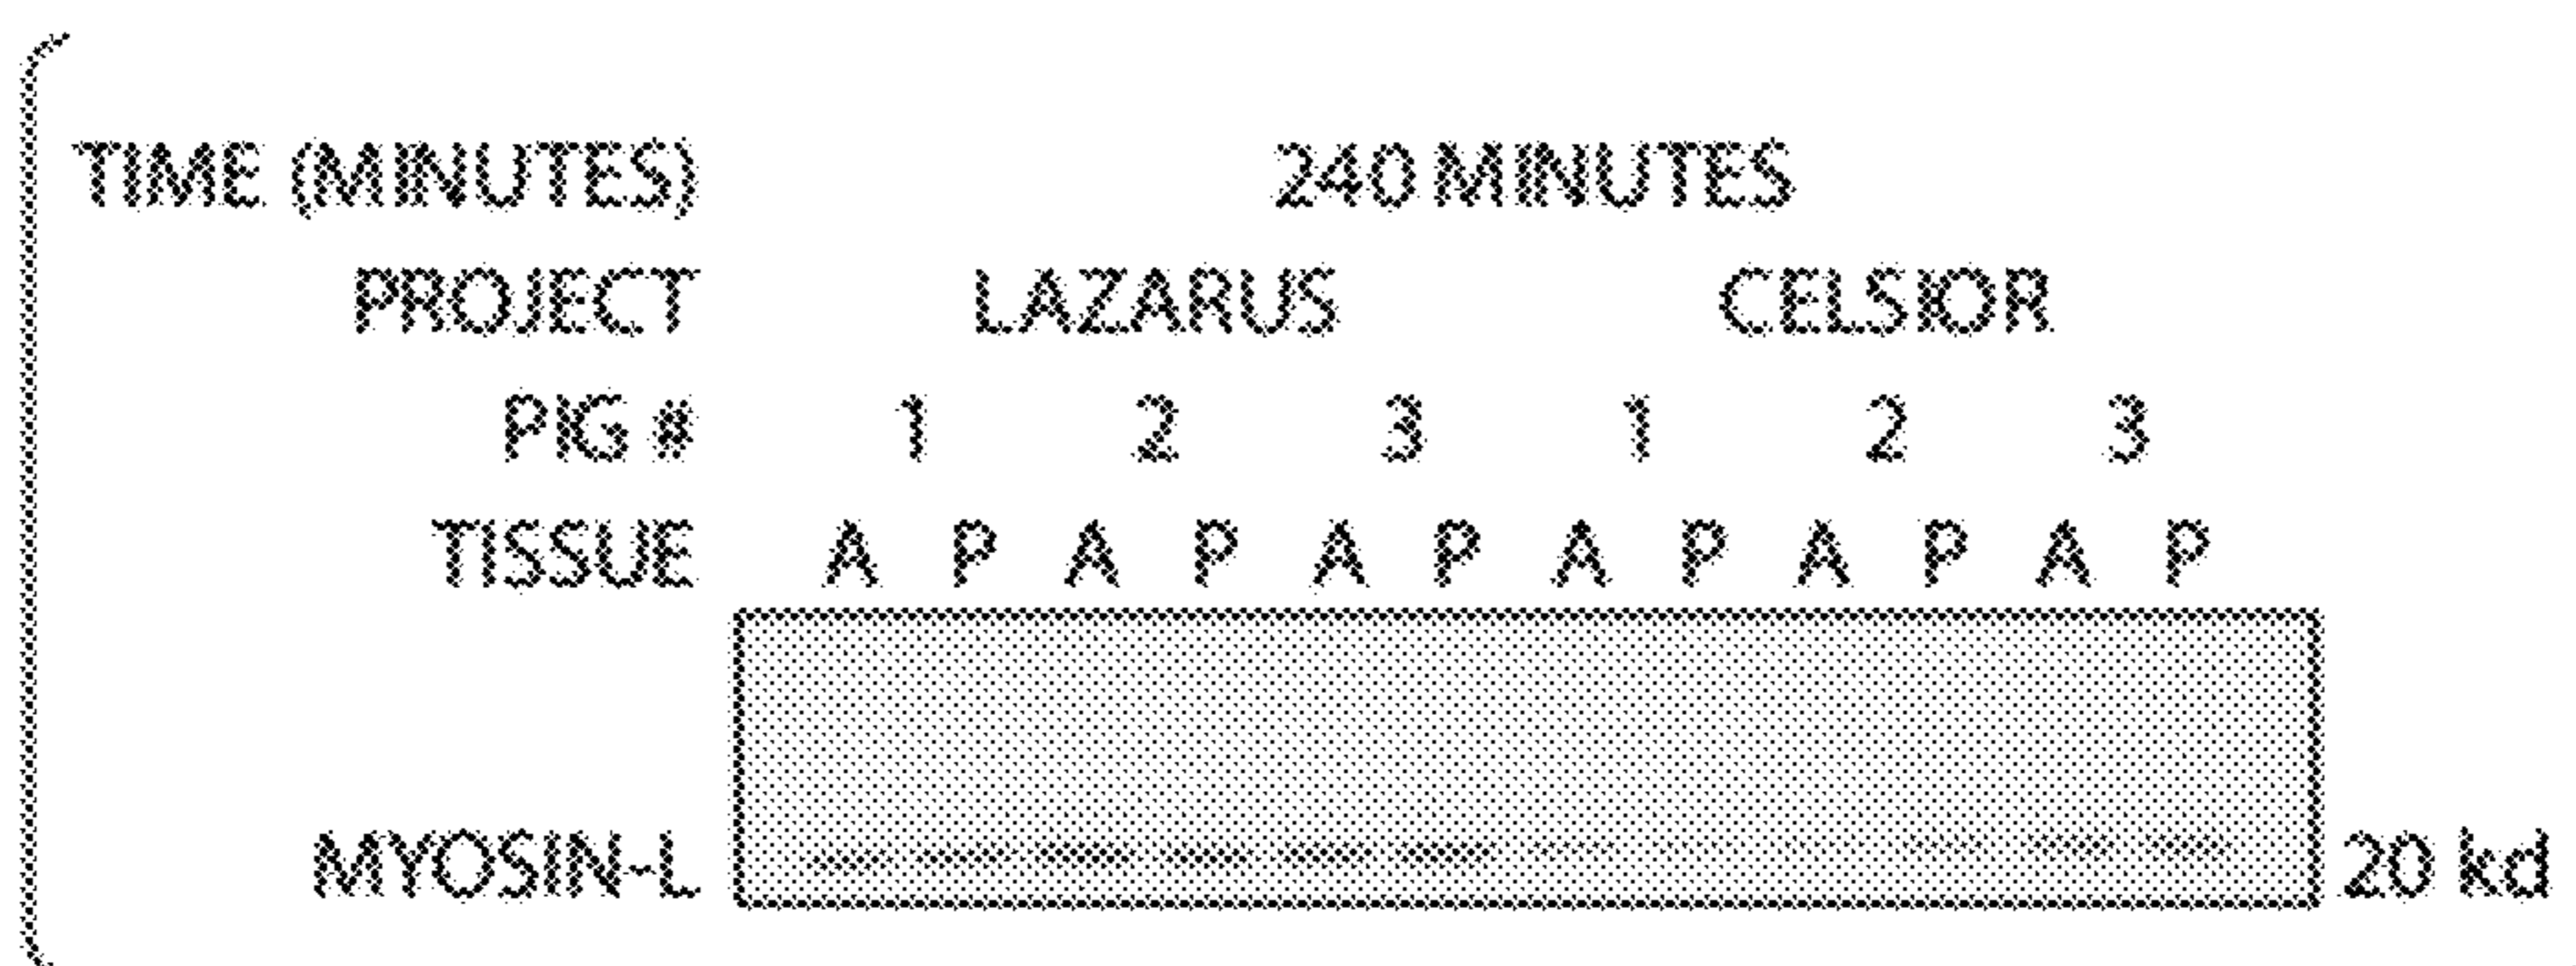 TIME (MINUTES) 240 MINUTES
PROJECT LAZARUS CELSIOR
PIG # 1 2 3 1 2 3
TISSUE A P A P A P A P A P A P
MYOSIN-L 20 kd